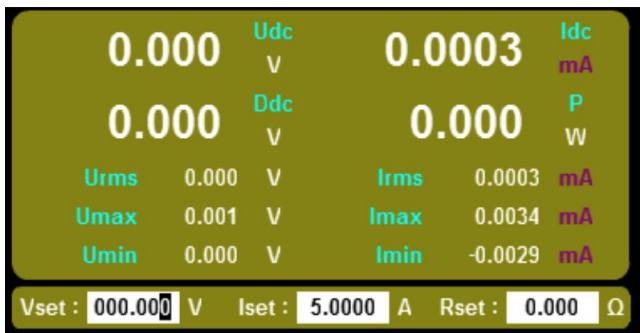 0.000 Udc V 0.0003 Idc mA
0.000 Ddc V 0.000 P W
Urms 0.000 V Irms 0.0003 mA
Umax 0.001 V Imax 0.0034 mA
Umin 0.000 V Imin -0.0029 mA
Vset : 000.000 V Iset : 5.0000 A Rset : 0.000 Ω